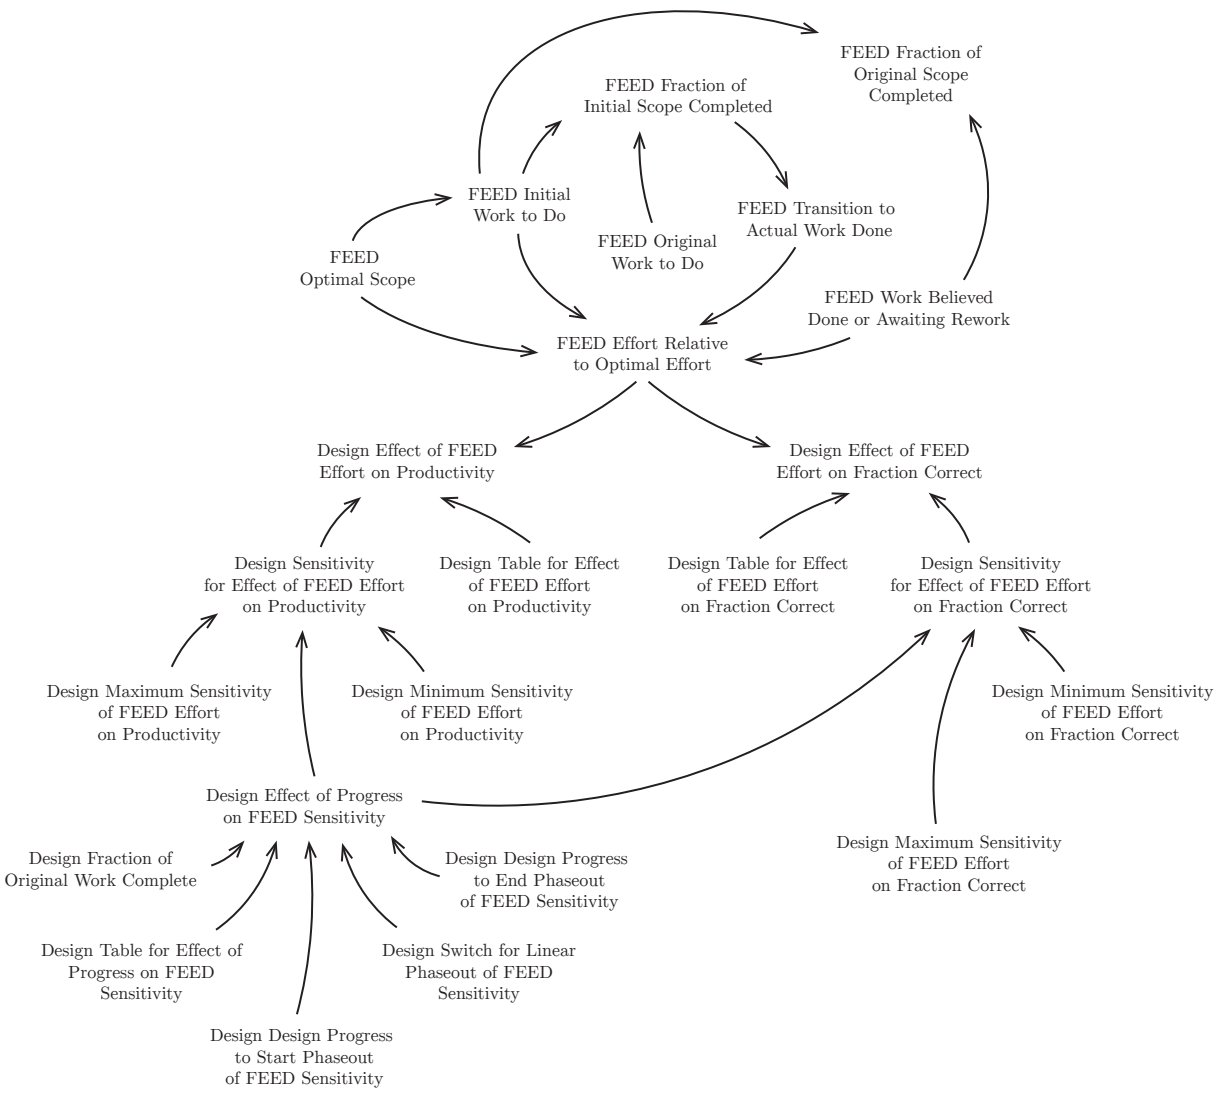 FEED Fraction of
Original Scope
Completed
FEED Fraction of
Initial Scope Completed
FEED Initial
Work to Do
FEED Transition to
Actual Work Done
FEED Original
Work to Do
FEED
Optimal Scope
FEED Work Believed
Done or Awaiting Rework
FEED Effort Relative
to Optimal Effort
Design Effect of FEED
Effort on Productivity
Design Effect of FEED
Effort on Fraction Correct
Design Sensitivity
for Effect of FEED Effort
on Productivity
Design Table for Effect
of FEED Effort
on Productivity
Design Table for Effect
of FEED Effort
on Fraction Correct
Design Sensitivity
for Effect of FEED Effort
on Fraction Correct
Design Maximum Sensitivity
of FEED Effort
on Productivity
Design Minimum Sensitivity
of FEED Effort
on Productivity
Design Minimum Sensitivity
of FEED Effort
on Fraction Correct
Design Effect of Progress
on FEED Sensitivity
Design Maximum Sensitivity
of FEED Effort
on Fraction Correct
Design Fraction of
Original Work Complete
Design Design Progress
to End Phaseout
of FEED Sensitivity
Design Table for Effect of
Progress on FEED
Sensitivity
Design Switch for Linear
Phaseout of FEED
Sensitivity
Design Design Progress
to Start Phaseout
of FEED Sensitivity